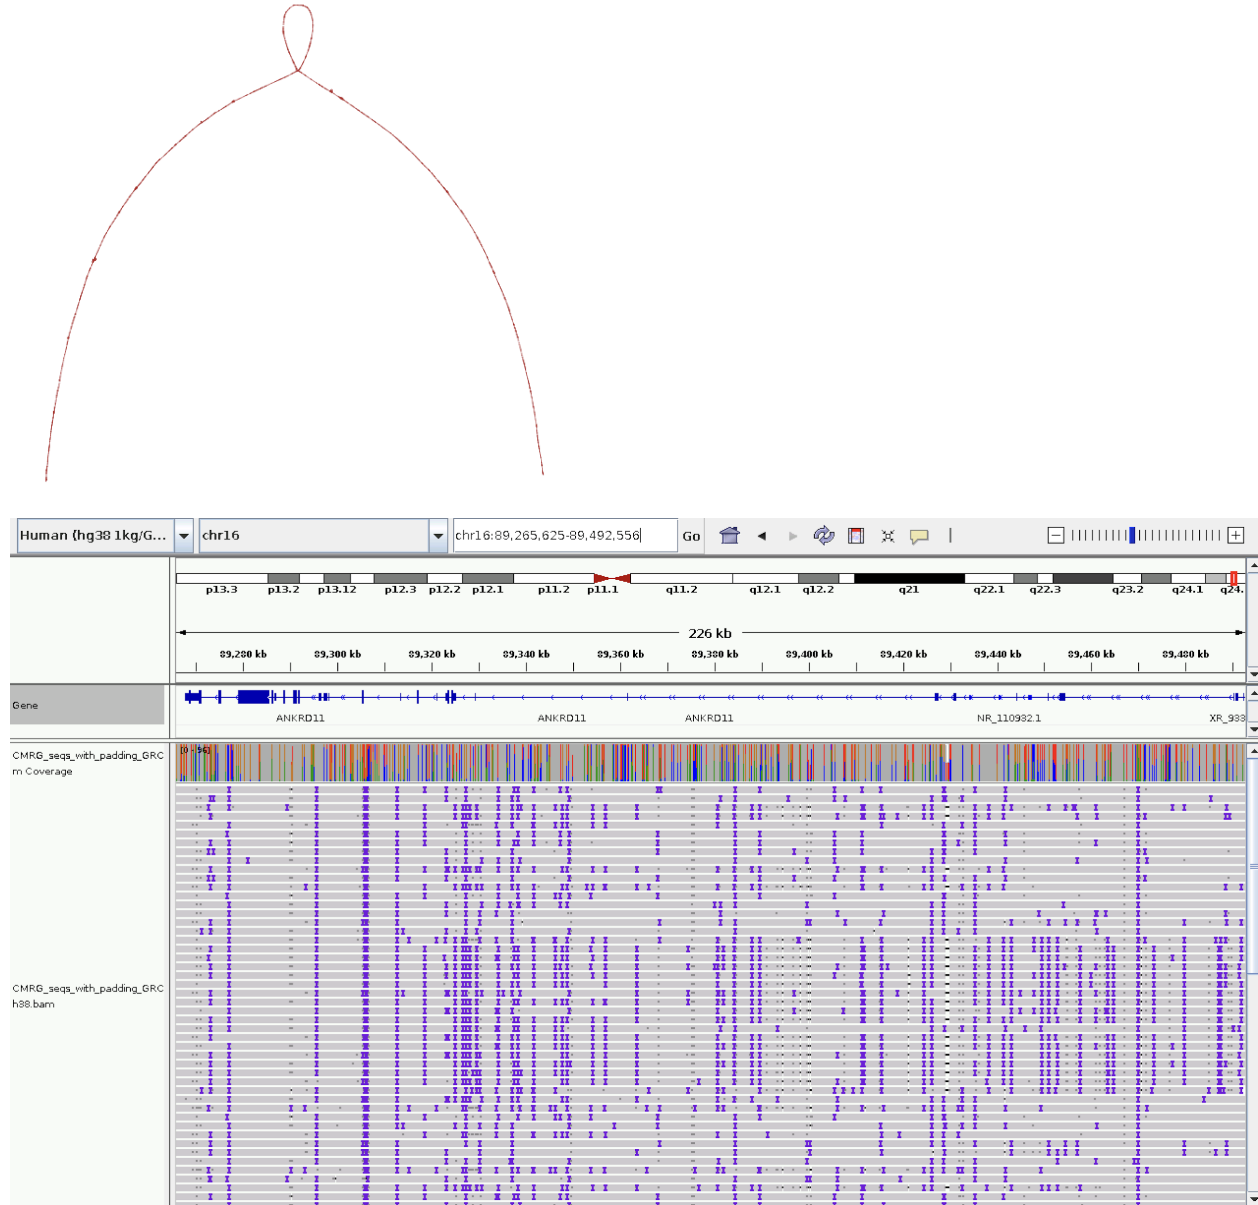 Human (hg38 1kg/G... chr16 chr16:89,265,625-89,492,556 Go
p13.3 p13.2 p13.12 p12.3 p12.2 p12.1 p11.2 p11.1 q11.2 q12.1 q12.2 q21 q22.1 q22.3 q23.2 q24.1 q24.
226 kb
89,280 kb 89,300 kb 89,320 kb 89,340 kb 89,360 kb 89,380 kb 89,400 kb 89,420 kb 89,440 kb 89,460 kb 89,480 kb
Gene
ANKRD11 ANKRD11 ANKRD11 NR_110982.1 XR_933
CMRG_seqs_with_padding_GRC
m Coverage
[0 - 96]
CMRG_seqs_with_padding_GRC
h38.bam